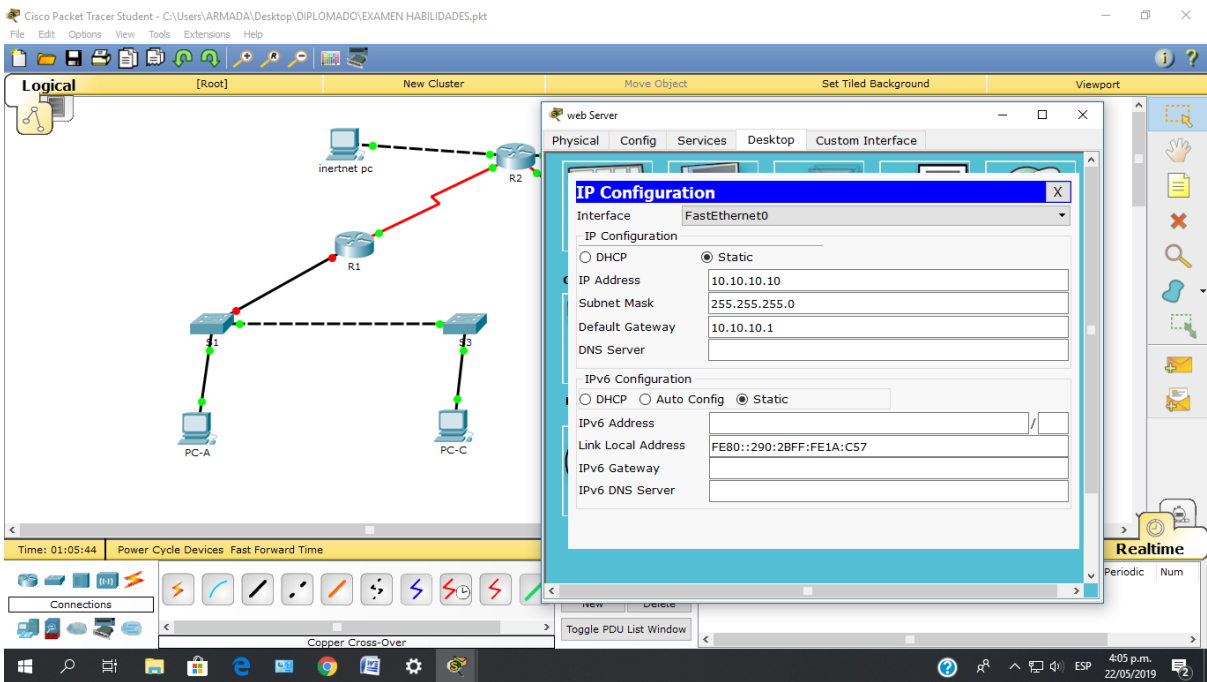 Cisco Packet Tracer Student - C:\Users\ARMADA\Desktop\DIPLOMADO\EXAMEN HABILIDADES.pkt
File Edit Options View Tools Extensions Help
Logical [Root] New Cluster Move Object Set Tiled Background Viewport
inertnet pc
R2
R1
S1
S3
PC-A
PC-C
web Server
Physical Config Services Desktop Custom Interface
IP Configuration X
Interface FastEthernet0
IP Configuration
DHCP Static
IP Address 10.10.10.10
Subnet Mask 255.255.255.0
Default Gateway 10.10.10.1
DNS Server
IPv6 Configuration
DHCP Auto Config Static
IPv6 Address /
Link Local Address FE80::290:2BFF:FE1A:C57
IPv6 Gateway
IPv6 DNS Server
Time: 01:05:44 Power Cycle Devices Fast Forward Time Realtime
Periodic Num
Connections
New Delete
Toggle PDU List Window
Copper Cross-Over
ESP
4:05 p.m.
22/05/2019
2